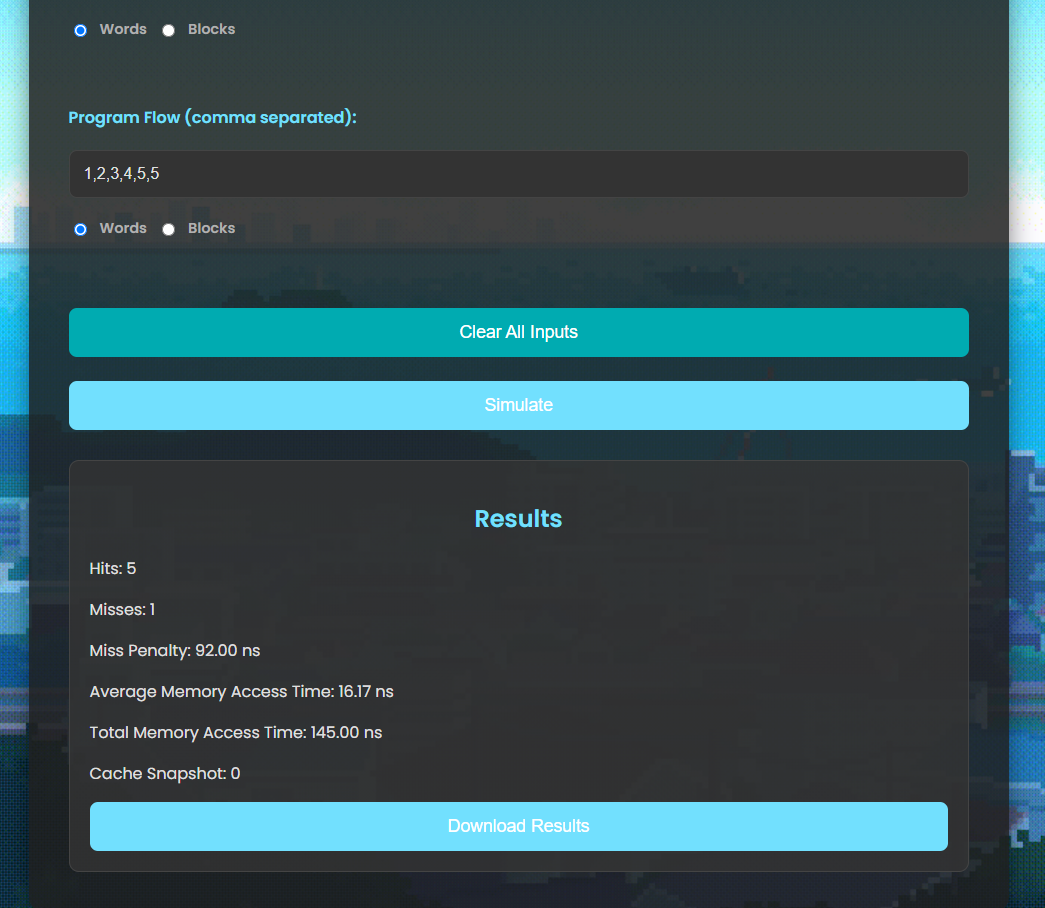 Words Blocks
Program Flow (comma separated):
1,2,3,4,5,5
Words Blocks
Clear All Inputs
Simulate
Results
Hits: 5
Misses: 1
Miss Penalty: 92.00 ns
Average Memory Access Time: 16.17 ns
Total Memory Access Time: 145.00 ns
Cache Snapshot: 0
Download Results